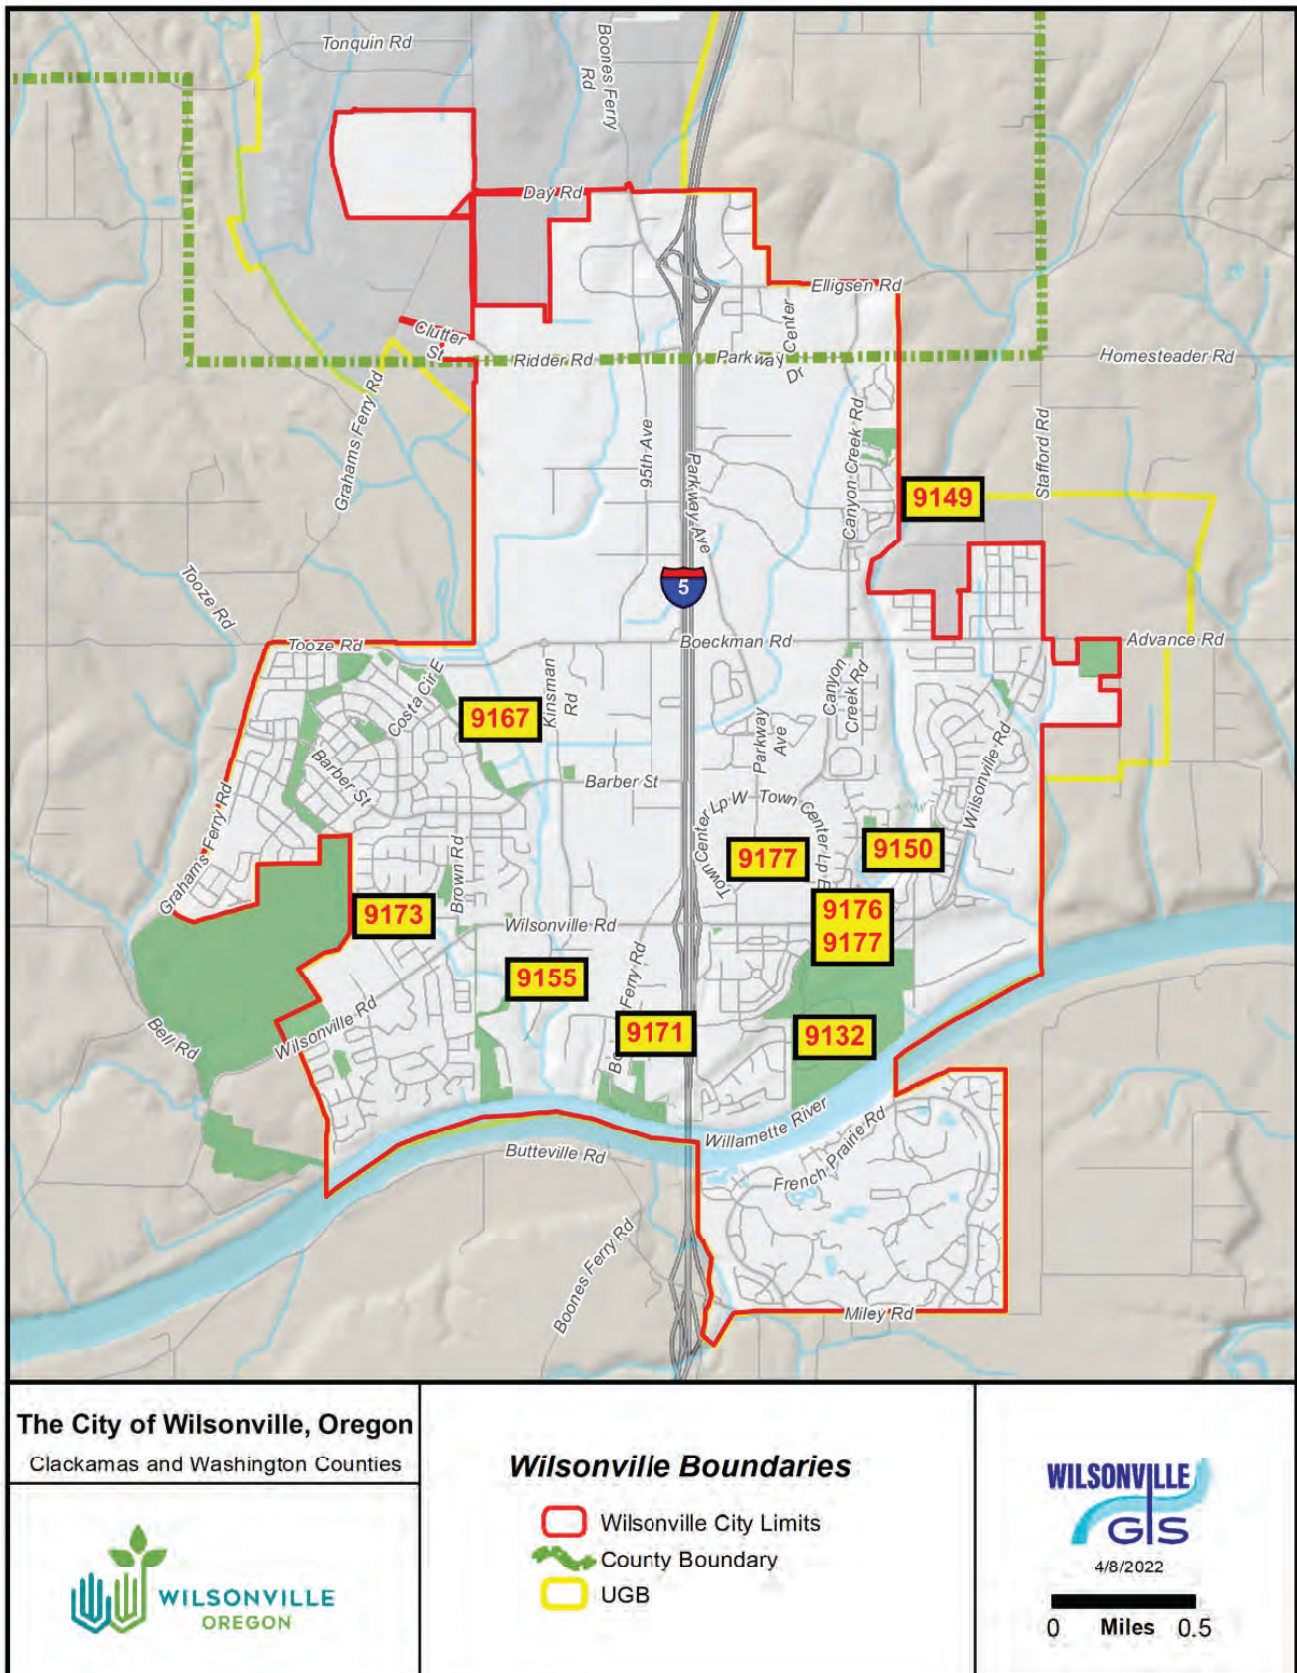 Tonquin Rd
Boones Ferry
Rd
Day Rd
Elligsen Rd
Clutter
St
Ridder Rd
Parkway Center
Dr
Homesteader Rd
Grahams Ferry Rd
95th Ave
Parkway Ave
Canyon Creek Rd
Stafford Rd
9149
5
Tooze Rd
Tooze Rd
Boeckman Rd
Advance Rd
Costa Cir E
Kinsman
Rd
Canyon
Creek Rd
9167
Parkway
Ave
Wilsonville Rd
Barber St
Barber St
Town Center Lp W
Town Center Lp E
Grahams Ferry Rd
Brown Rd
9177
9150
9173
Wilsonville Rd
9176
9177
9155
Ferry Rd
Bo
9171
9132
Bell Rd
Wilsonville Rd
Willamette River
French Prairie Rd
Butteville Rd
Boones Ferry Rd
Miley Rd
The City of Wilsonville, Oregon
Clackamas and Washington Counties
WILSONVILLE
OREGON
Wilsonville Boundaries
Wilsonville City Limits
County Boundary
UGB
WILSONVILLE
GIS
4/8/2022
0 Miles 0.5